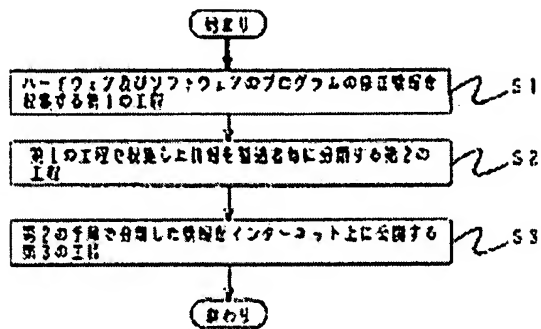 始まり
ハードウェア及びソフトウェアのプログラムの修正情報を
収集する第1の工程
S1
第1の工程で収集した情報を製造者毎に分類する第2の
工程
S2
第2の手順で分類した情報をインターネット上に公開する
第3の工程
S3
終わり